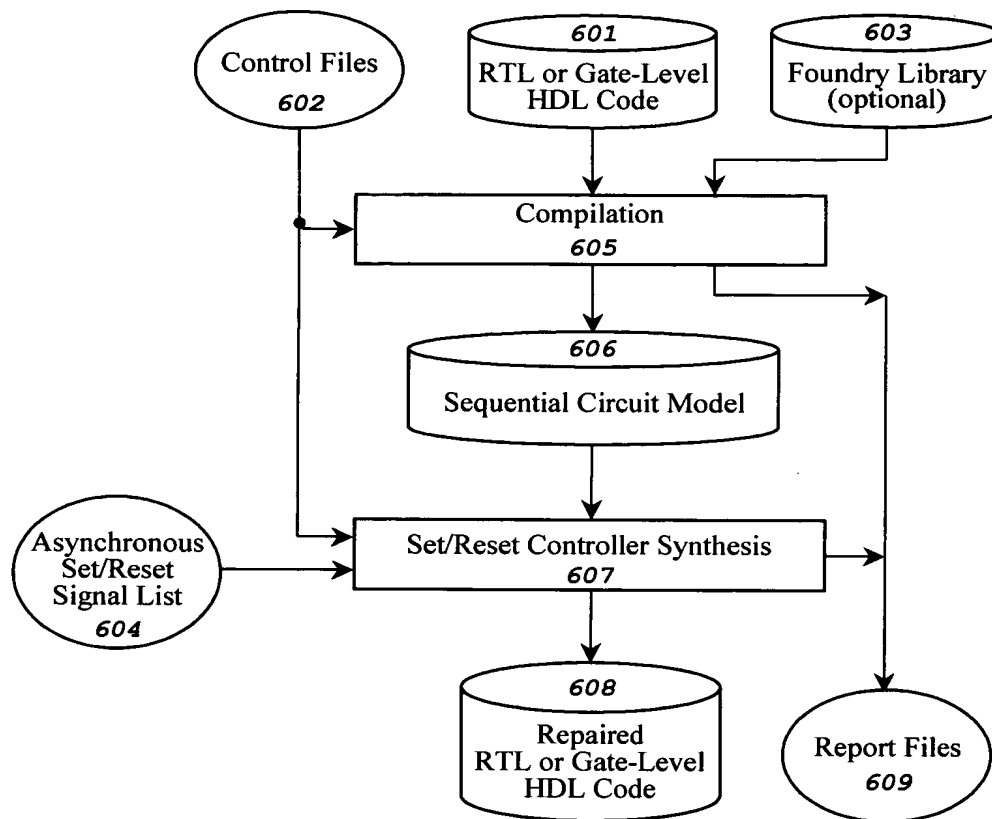 Control Files
602
601
RTL or Gate-Level
HDL Code
603
Foundry Library
(optional)
Compilation
605
606
Sequential Circuit Model
Asynchronous
Set/Reset
Signal List
604
Set/Reset Controller Synthesis
607
608
Repaired
RTL or Gate-Level
HDL Code
Report Files
609